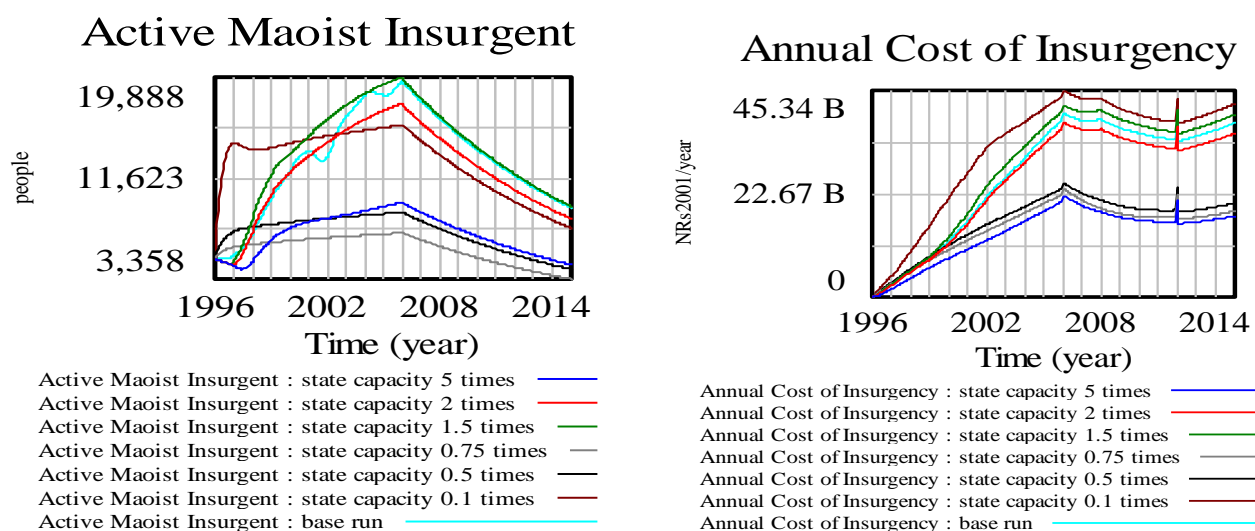 Active Maoist Insurgent
people
19,888
11,623
3,358
1996 2002 2008 2014
Time (year)
Active Maoist Insurgent : state capacity 5 times
Active Maoist Insurgent : state capacity 2 times
Active Maoist Insurgent : state capacity 1.5 times
Active Maoist Insurgent : state capacity 0.75 times
Active Maoist Insurgent : state capacity 0.5 times
Active Maoist Insurgent : state capacity 0.1 times
Active Maoist Insurgent : base run
Annual Cost of Insurgency
NRs2001/year
45.34 B
22.67 B
0
1996 2002 2008 2014
Time (year)
Annual Cost of Insurgency : state capacity 5 times
Annual Cost of Insurgency : state capacity 2 times
Annual Cost of Insurgency : state capacity 1.5 times
Annual Cost of Insurgency : state capacity 0.75 times
Annual Cost of Insurgency : state capacity 0.5 times
Annual Cost of Insurgency : state capacity 0.1 times
Annual Cost of Insurgency : base run